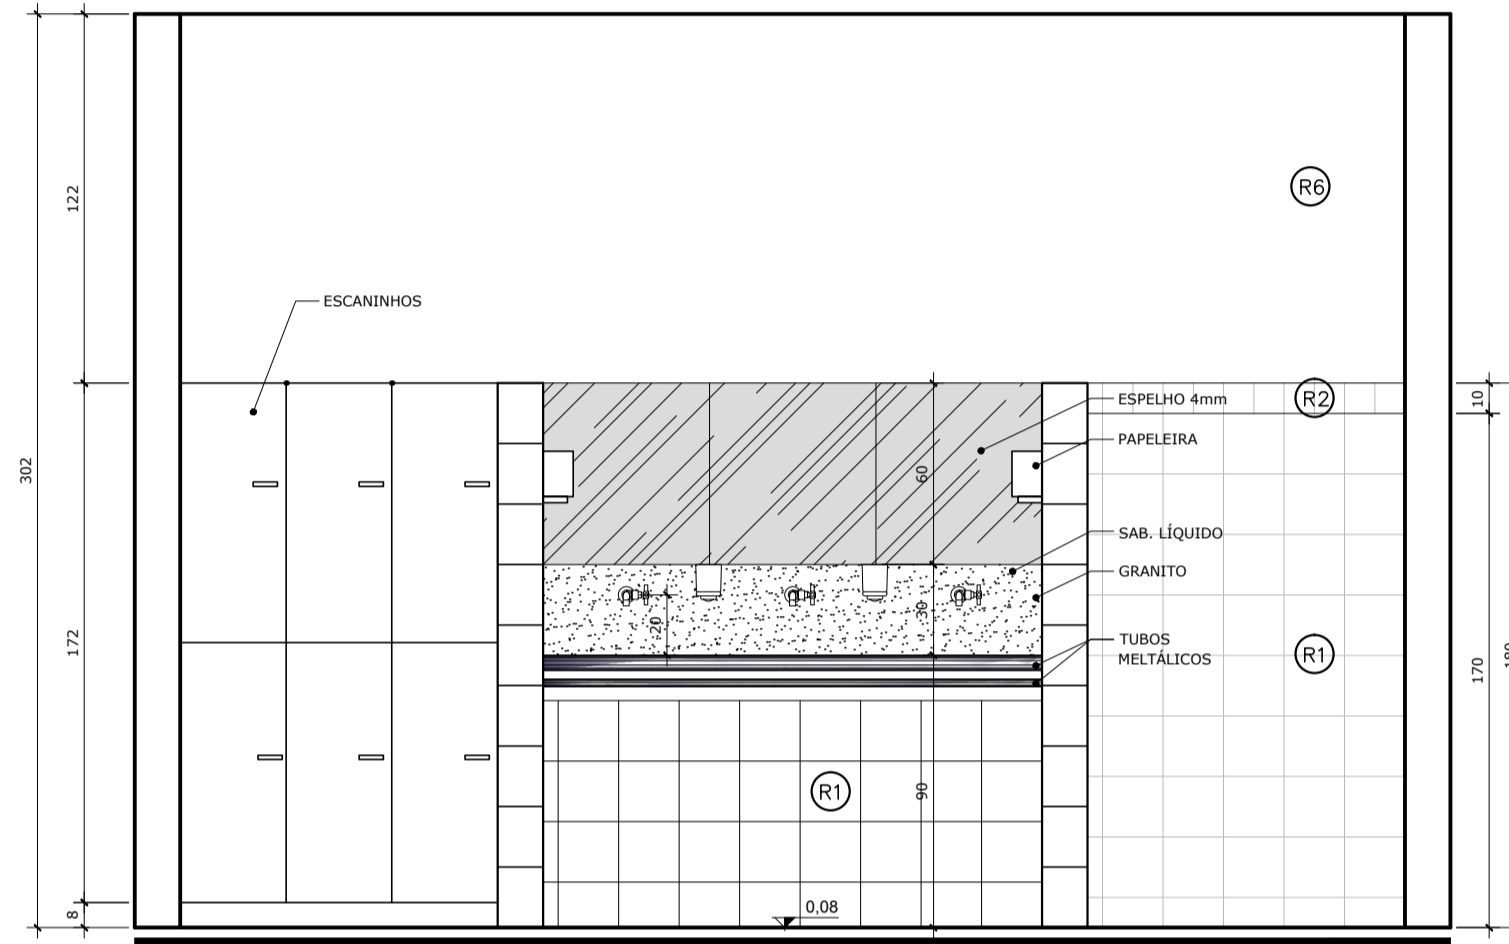 122
R6
ESCANINHOS
302
10
R2
ESPELHO 4mm
PAPELEIRA
60
SAB. LÍQUIDO
GRANITO
30
20
172
TUBOS
MELTÁLICOS
R1
170
R1
90
0,08
8